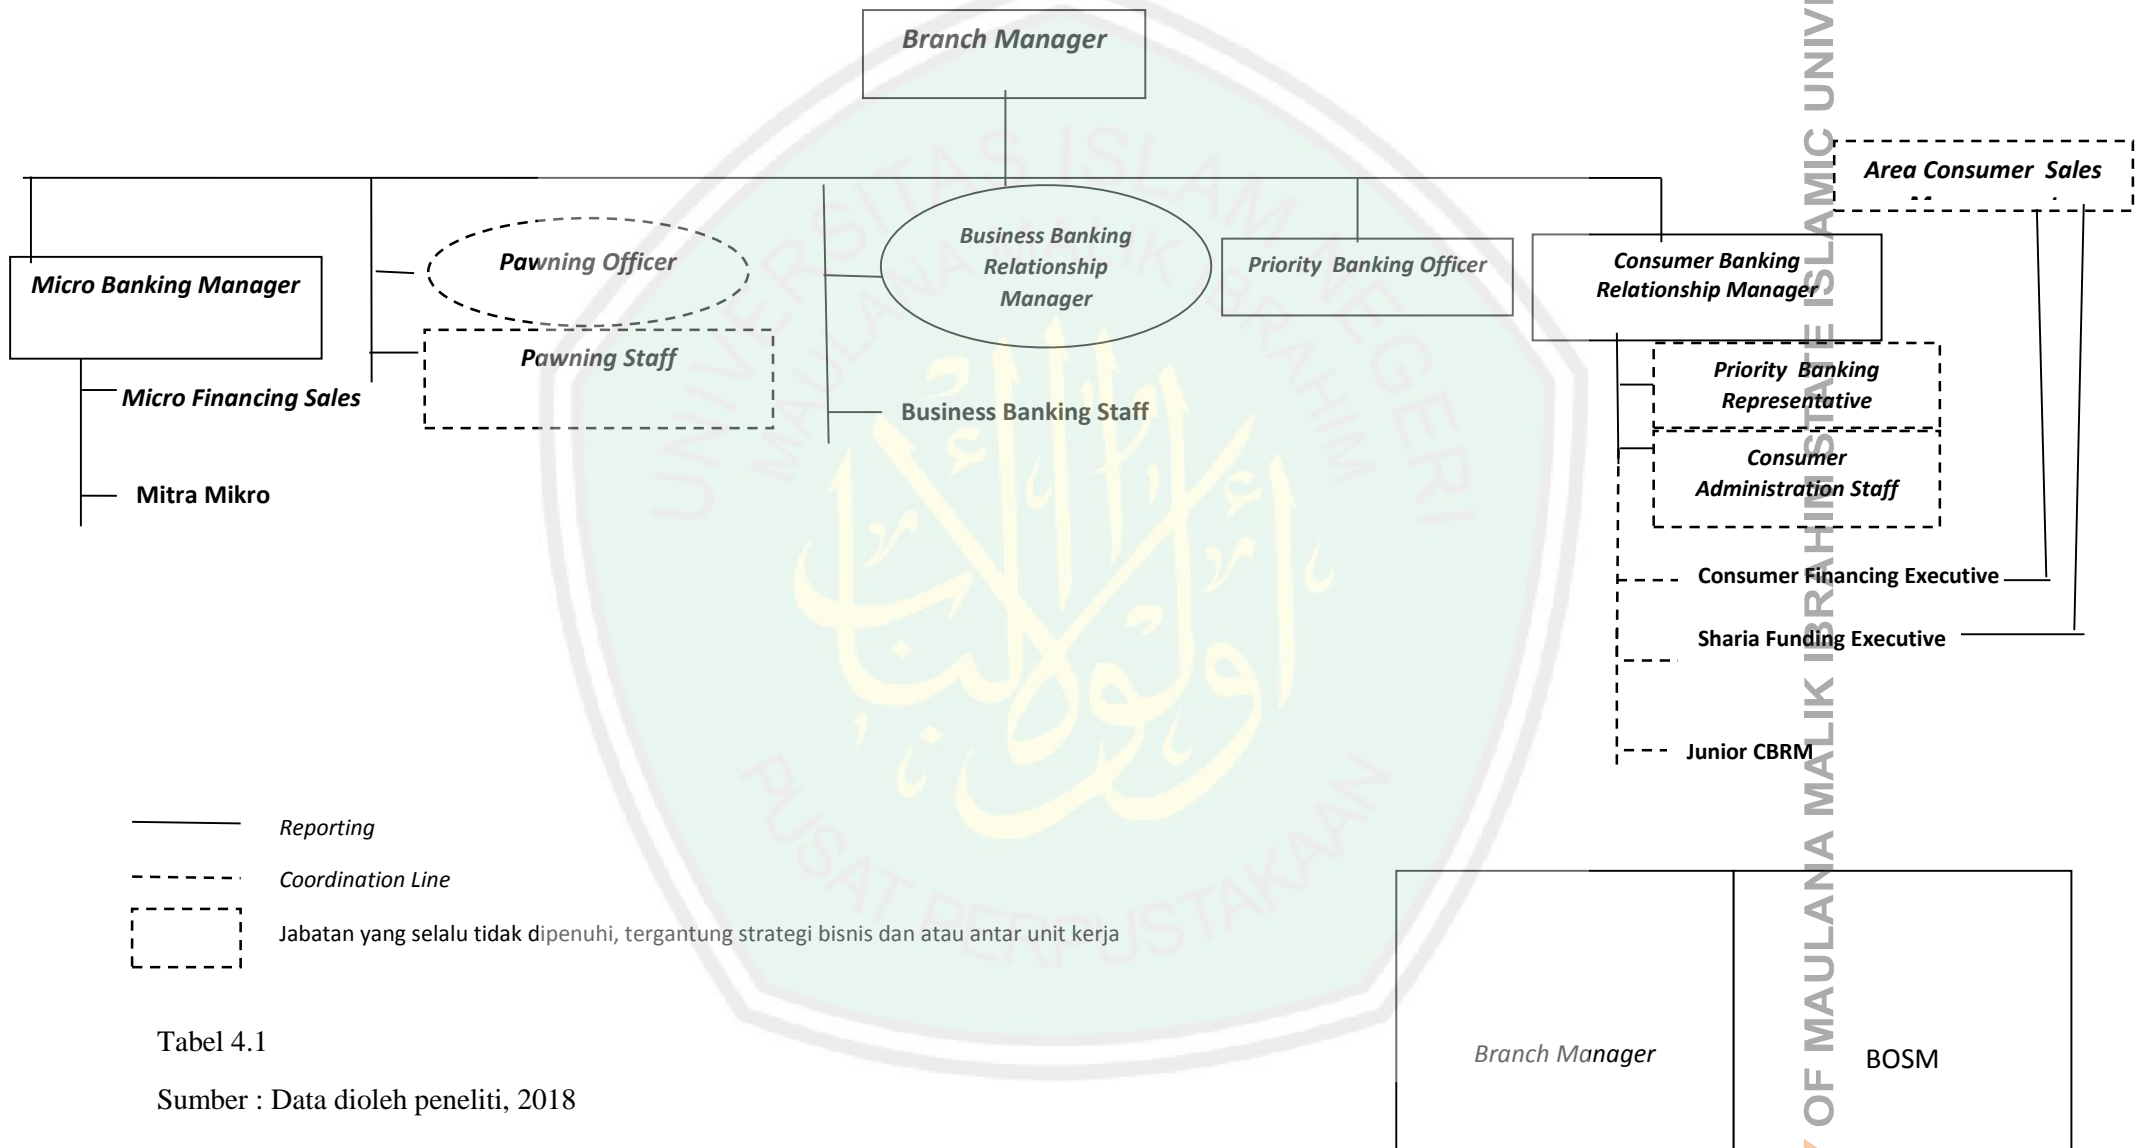 Branch Manager
Area Consumer Sales
Micro Banking Manager
Pawning Officer
Business Banking
Relationship
Manager
Priority Banking Officer
Consumer Banking
Relationship Manager
Pawning Staff
Priority Banking
Representative
Micro Financing Sales
Business Banking Staff
Consumer
Administration Staff
Mitra Mikro
Consumer Financing Executive
Sharia Funding Executive
Junior CBRM
Reporting
Coordination Line
Jabatan yang selalu tidak dipenuhi, tergantung strategi bisnis dan atau antar unit kerja
Tabel 4.1
Sumber : Data dioleh peneliti, 2018
Branch Manager
BOSM
UNIVERSITAS ISLAM NEGERI
MAULANA MALIK IBRAHIM
PUSAT PERPUSTAKAAN
OF MAULANA MALIK IBRAHIM STATE ISLAMIC